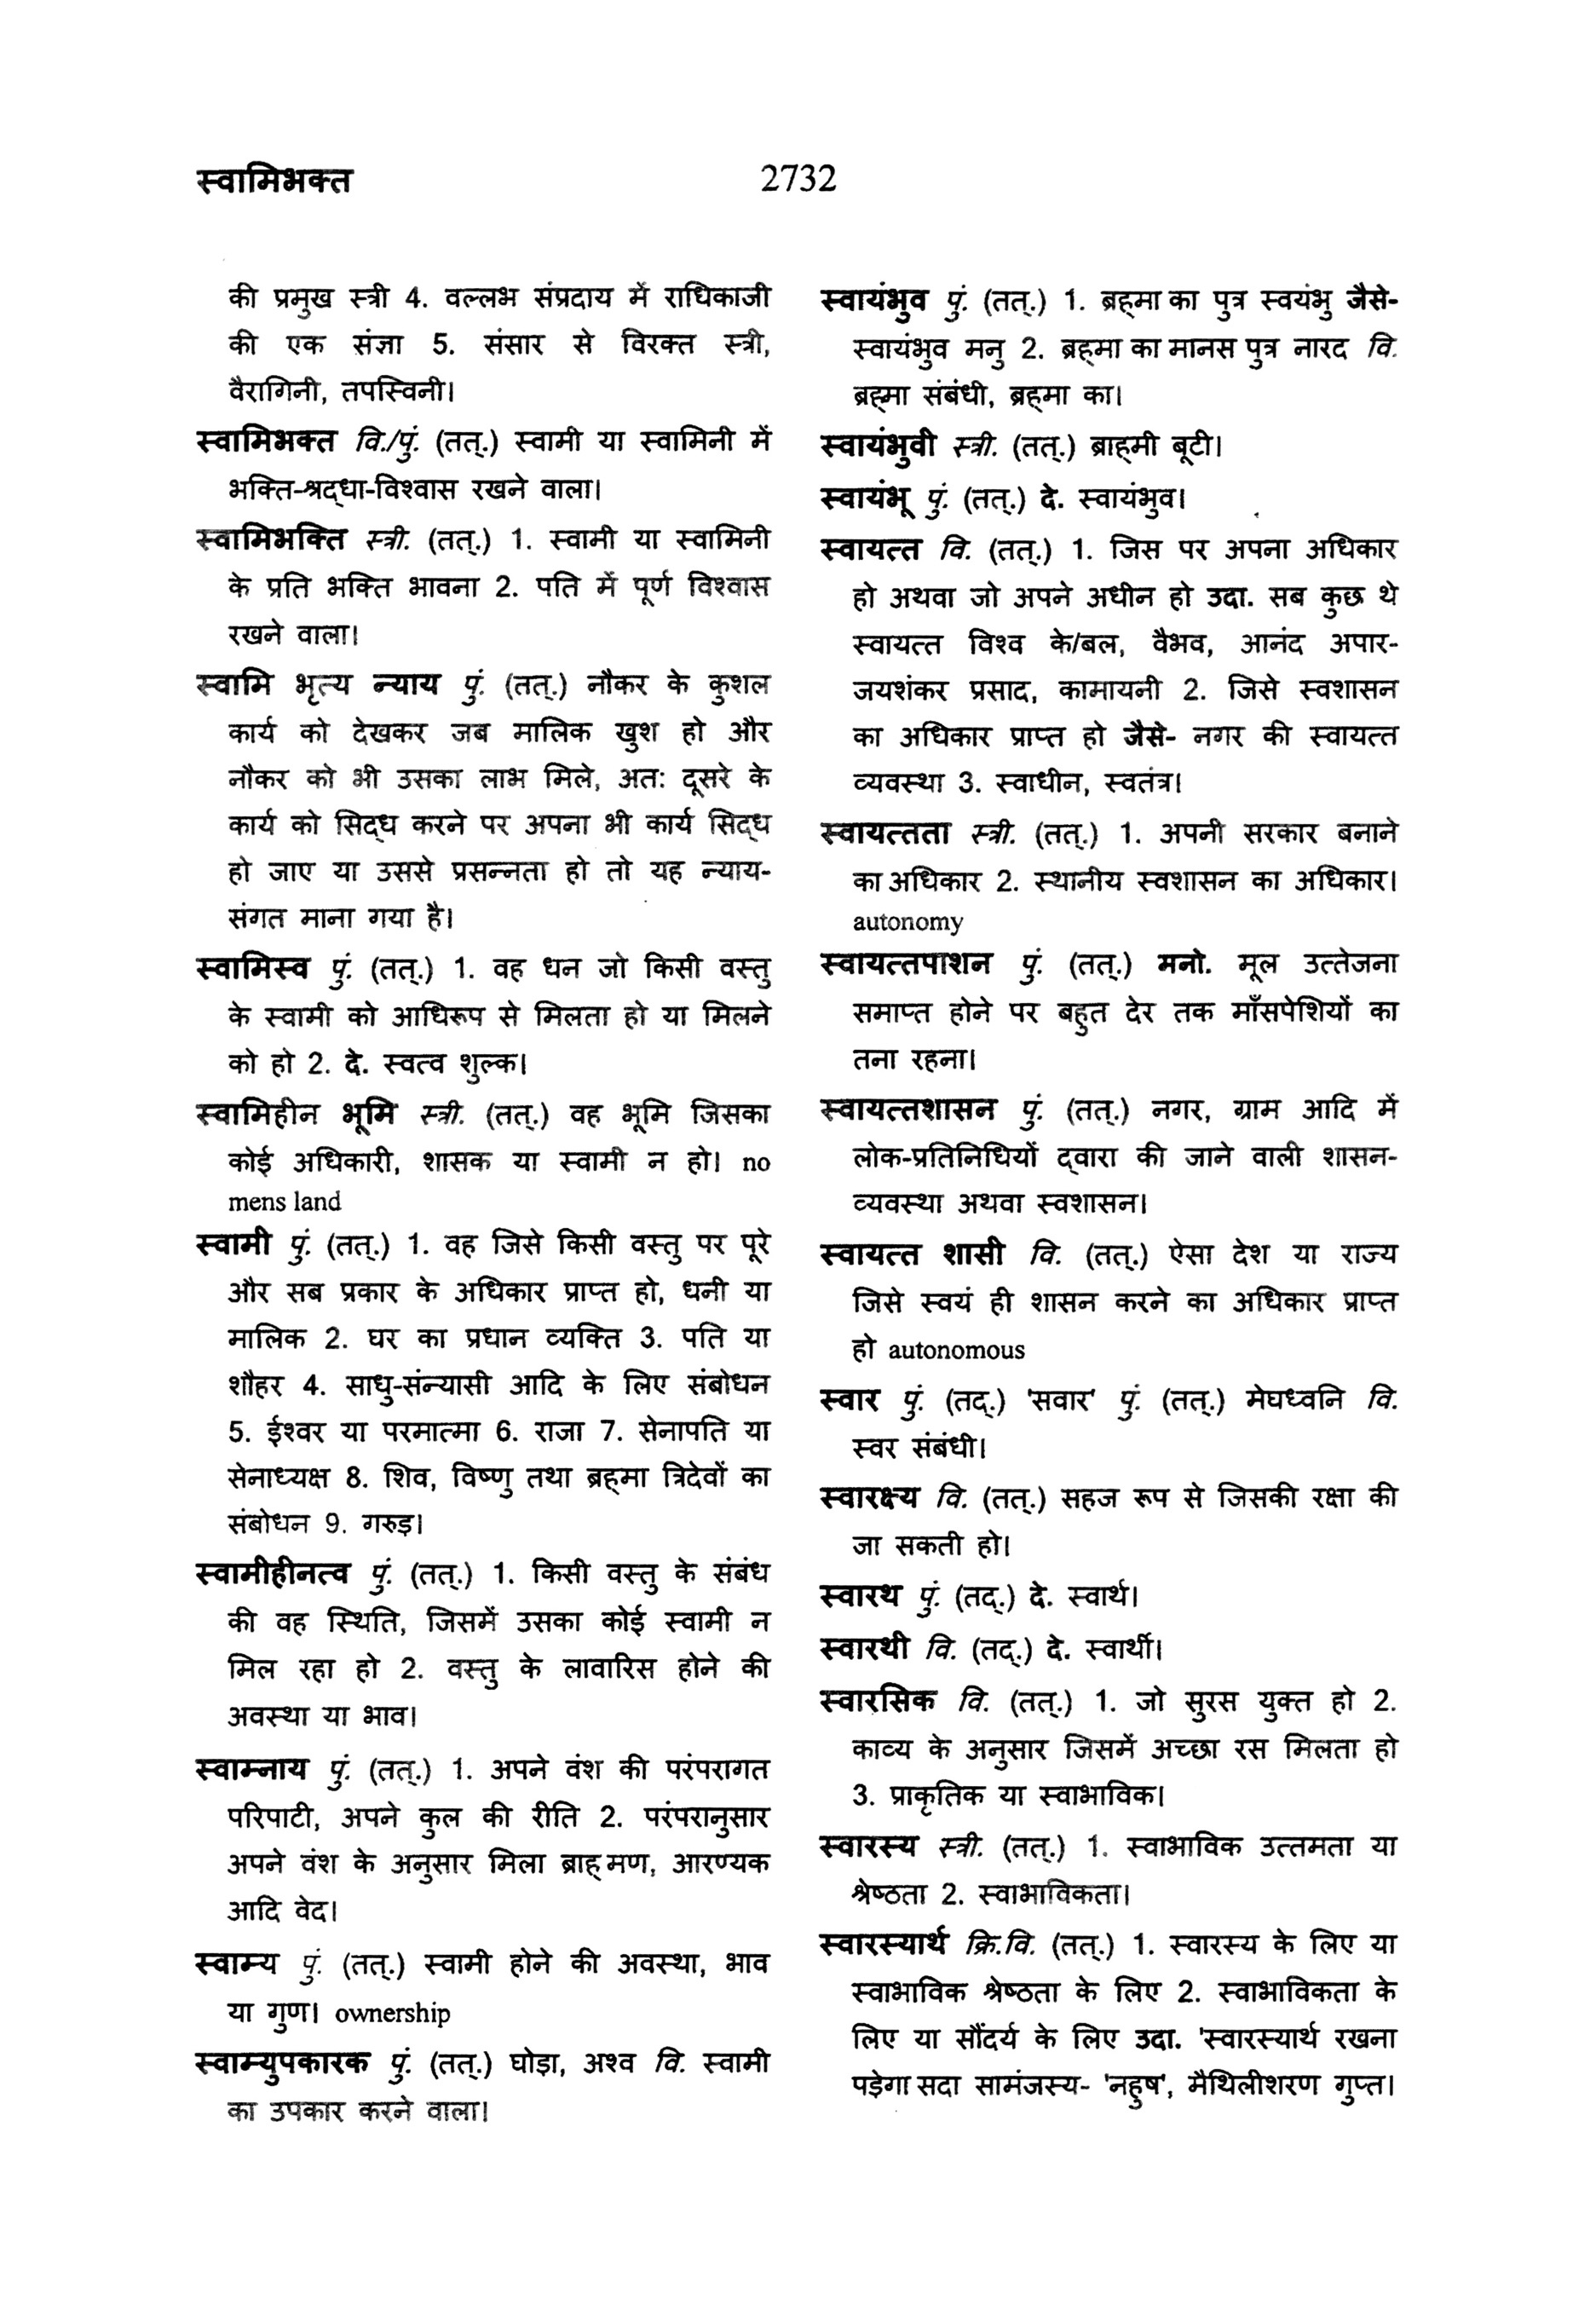 स्वामिभक्त
2732
की प्रमुख स्त्री 4. वल्लभ संप्रदाय में राधिकाजी
की एक संज्ञा 5. संसार से विरक्त स्त्री,
वैरागिनी, तपस्विनी।
स्वामिभक्त वि./पुं. (तत्.) स्वामी या स्वामिनी में
भक्ति-श्रद्धा-विश्वास रखने वाला।
स्वामिभक्ति स्त्री. (तत्.) 1. स्वामी या स्वामिनी
के प्रति भक्ति भावना 2. पति में पूर्ण विश्वास
रखने वाला।
स्वामि भृत्य न्याय पुं. (तत्.) नौकर के कुशल
कार्य को देखकर जब मालिक खुश हो और
नौकर को भी उसका लाभ मिले, अत: दूसरे के
कार्य को सिद्ध करने पर अपना भी कार्य सिद्ध
हो जाए या उससे प्रसन्नता हो तो यह न्याय-
संगत माना गया है।
स्वामिस्व पुं. (तत्.) 1. वह धन जो किसी वस्तु
के स्वामी को आधिरूप से मिलता हो या मिलने
को हो 2. दे. स्वत्व शुल्क।
स्वामिहीन भूमि स्त्री. (तत्.) वह भूमि जिसका
कोई अधिकारी, शासक या स्वामी न हो। no
mens land
स्वामी पुं. (तत्.) 1. वह जिसे किसी वस्तु पर पूरे
और सब प्रकार के अधिकार प्राप्त हो, धनी या
मालिक 2. घर का प्रधान व्यक्ति 3. पति या
शौहर 4. साधु-संन्यासी आदि के लिए संबोधन
5. ईश्वर या परमात्मा 6. राजा 7. सेनापति या
सेनाध्यक्ष 8. शिव, विष्णु तथा ब्रह्मा त्रिदेवों का
संबोधन 9. गरुड़।
स्वामीहीनत्व पुं. (तत्.) 1. किसी वस्तु के संबंध
की वह स्थिति, जिसमें उसका कोई स्वामी न
मिल रहा हो 2. वस्तु के लावारिस होने की
अवस्था या भाव।
स्वाम्नाय पुं. (तत्.) 1. अपने वंश की परंपरागत
परिपाटी, अपने कुल की रीति 2. परंपरानुसार
अपने वंश के अनुसार मिला ब्राह्मण, आरण्यक
आदि वेद।
स्वाम्य पुं. (तत्.) स्वामी होने की अवस्था, भाव
या गुण। ownership
स्वाम्युपकारक पुं. (तत्.) घोड़ा, अश्व वि. स्वामी
का उपकार करने वाला।
स्वायंभुव पुं. (तत्.) 1. ब्रह्मा का पुत्र स्वयंभु जैसे-
स्वायंभुव मनु 2. ब्रह्मा का मानस पुत्र नारद वि.
ब्रह्मा संबंधी, ब्रह्मा का।
स्वायंभुवी स्त्री. (तत्.) ब्राह्मी बूटी।
स्वायंभू पुं. (तत्.) दे. स्वायंभुव।
स्वायत्त वि. (तत्.) 1. जिस पर अपना अधिकार
हो अथवा जो अपने अधीन हो उदा. सब कुछ थे
स्वायत्त विश्व के/बल, वैभव, आनंद अपार-
जयशंकर प्रसाद, कामायनी 2. जिसे स्वशासन
का अधिकार प्राप्त हो जैसे- नगर की स्वायत्त
व्यवस्था 3. स्वाधीन, स्वतंत्र।
स्वायत्तता स्त्री. (तत्.) 1. अपनी सरकार बनाने
का अधिकार 2. स्थानीय स्वशासन का अधिकार।
autonomy
स्वायत्तपाशन पुं. (तत्.) मनो. मूल उत्तेजना
समाप्त होने पर बहुत देर तक माँसपेशियों का
तना रहना।
स्वायत्तशासन पुं. (तत्.) नगर, ग्राम आदि में
लोक-प्रतिनिधियों द्वारा की जाने वाली शासन-
व्यवस्था अथवा स्वशासन।
स्वायत्त शासी वि. (तत्.) ऐसा देश या राज्य
जिसे स्वयं ही शासन करने का अधिकार प्राप्त
हो autonomous
स्वार पुं. (तद्.) 'सवार' पुं. (तत्.) मेघध्वनि वि.
स्वर संबंधी।
स्वारक्ष्य वि. (तत्.) सहज रूप से जिसकी रक्षा की
जा सकती हो।
स्वारथ पुं. (तद्.) दे. स्वार्थ।
स्वारथी वि. (तद्.) दे. स्वार्थी।
स्वारसिक वि. (तत्.) 1. जो सुरस युक्त हो 2.
काव्य के अनुसार जिसमें अच्छा रस मिलता हो
3. प्राकृतिक या स्वाभाविक।
स्वारस्य स्त्री. (तत्.) 1. स्वाभाविक उत्तमता या
श्रेष्ठता 2. स्वाभाविकता।
स्वारस्यार्थ क्रि.वि. (तत्.) 1. स्वारस्य के लिए या
स्वाभाविक श्रेष्ठता के लिए 2. स्वाभाविकता के
लिए या सौंदर्य के लिए उदा. 'स्वारस्यार्थ रखना
पड़ेगा सदा सामंजस्य- 'नहुष', मैथिलीशरण गुप्त।